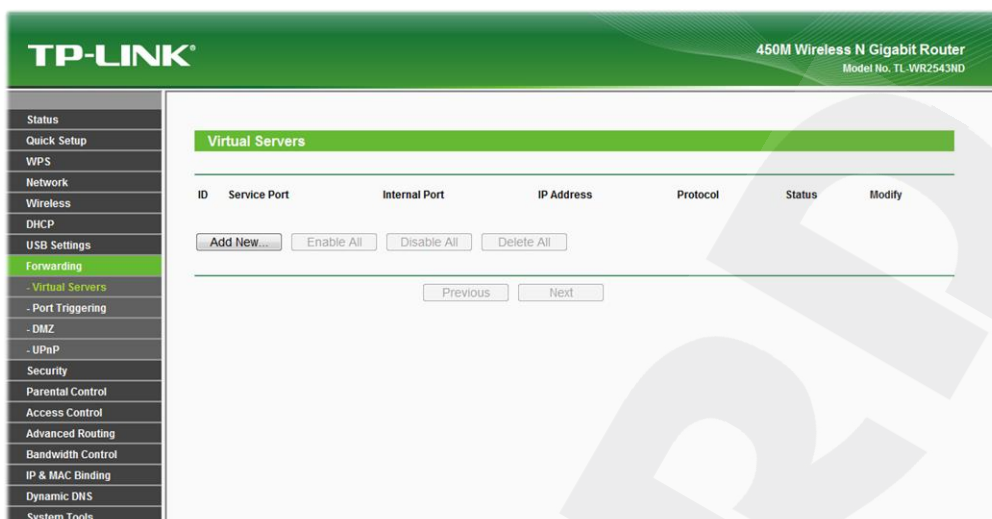 TP-LINK®
450M Wireless N Gigabit Router
Model No. TL-WR2543ND
Status
Quick Setup
WPS
Network
Wireless
DHCP
USB Settings
Forwarding
- Virtual Servers
- Port Triggering
- DMZ
- UPnP
Security
Parental Control
Access Control
Advanced Routing
Bandwidth Control
IP & MAC Binding
Dynamic DNS
System Tools
Virtual Servers
ID Service Port Internal Port IP Address Protocol Status Modify
Add New... Enable All Disable All Delete All
Previous Next